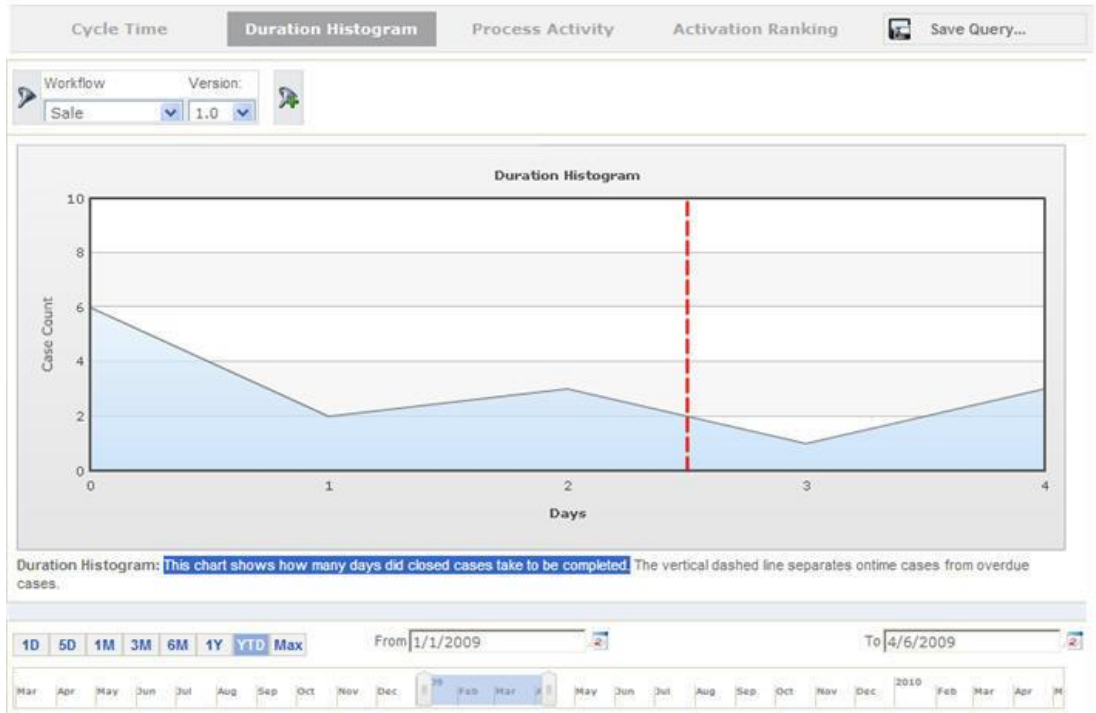 Cycle Time Duration Histogram Process Activity Activation Ranking Save Query...
Workflow Version:
Sale 1.0
Duration Histogram
10
8
6
4
2
0
Case Count
0 1 2 3 4
Days
Duration Histogram: This chart shows how many days did closed cases take to be completed. The vertical dashed line separates ontime cases from overdue
cases.
1D 5D 1M 3M 6M 1Y YTD Max From 1/1/2009 To 4/6/2009
Mar Apr May Jun Jul Aug Sep Oct Nov Dec Feb Mar May Jun Jul Aug Sep Oct Nov Dec 2010 Feb Mar Apr